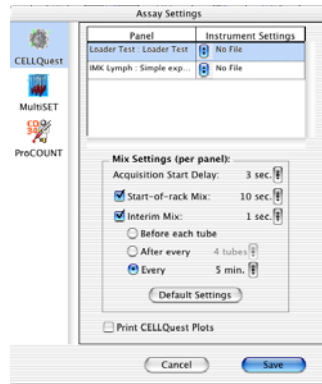 Assay Settings
CELLQuest
MultiSET
CD
34
ProCOUNT
Panel Instrument Settings
Loader Test : Loader Test No File
IMK Lymph : Simple exp... No File
Mix Settings (per panel):
Acquisition Start Delay: 3 sec.
Start-of-rack Mix: 10 sec.
Interim Mix: 1 sec.
Before each tube
After every 4 tubes
Every 5 min.
Default Settings
Print CELLQuest Plots
Cancel Save